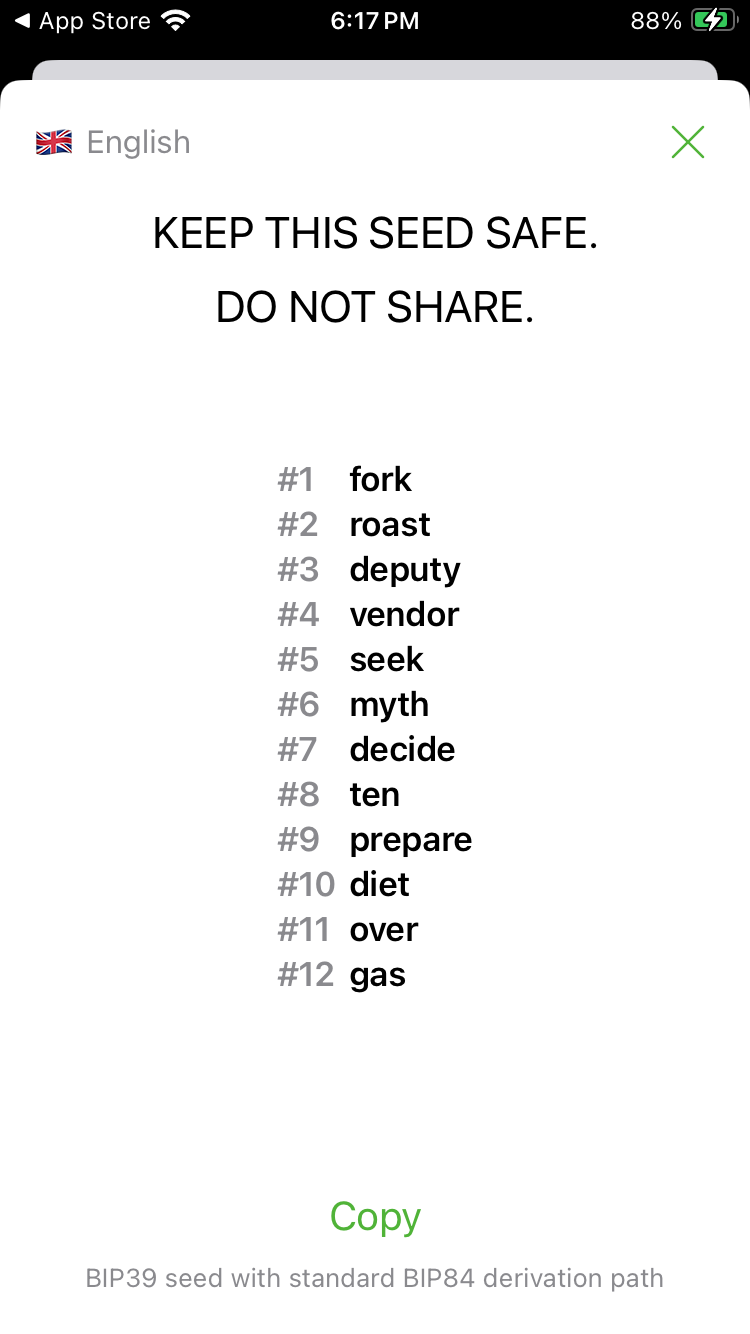 App Store 6:17 PM 88%
English
KEEP THIS SEED SAFE.
DO NOT SHARE.
#1 fork
#2 roast
#3 deputy
#4 vendor
#5 seek
#6 myth
#7 decide
#8 ten
#9 prepare
#10 diet
#11 over
#12 gas
Copy
BIP39 seed with standard BIP84 derivation path